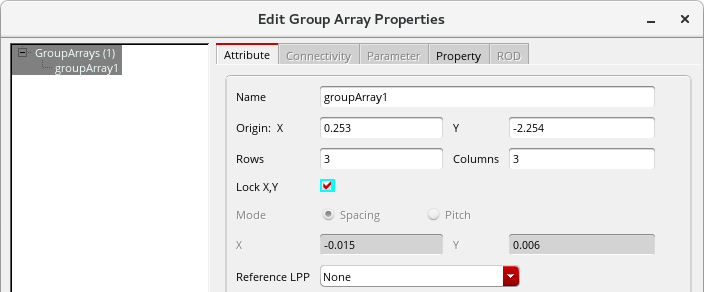 Edit Group Array Properties
GroupArrays (1)
groupArray1
Attribute Connectivity Parameter Property ROD
Name groupArray1
Origin: X 0.253 Y -2.254
Rows 3 Columns 3
Lock X,Y
Mode Spacing Pitch
X -0.015 Y 0.006
Reference LPP None